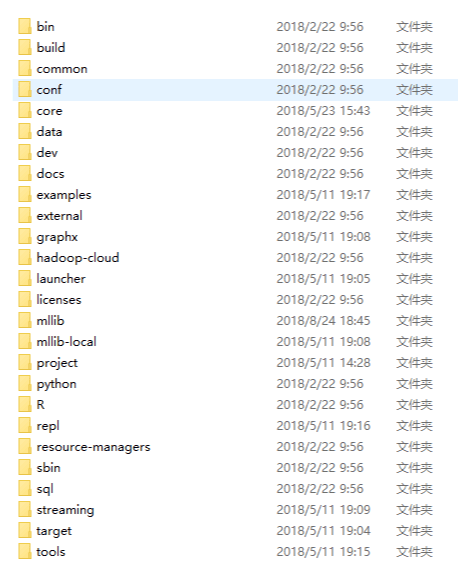 bin 2018/2/22 9:56 文件夹
build 2018/2/22 9:56 文件夹
common 2018/2/22 9:56 文件夹
conf 2018/2/22 9:56 文件夹
core 2018/5/23 15:43 文件夹
data 2018/2/22 9:56 文件夹
dev 2018/2/22 9:56 文件夹
docs 2018/2/22 9:56 文件夹
examples 2018/5/11 19:17 文件夹
external 2018/2/22 9:56 文件夹
graphx 2018/5/11 19:08 文件夹
hadoop-cloud 2018/2/22 9:56 文件夹
launcher 2018/5/11 19:05 文件夹
licenses 2018/2/22 9:56 文件夹
mllib 2018/8/24 18:45 文件夹
mllib-local 2018/5/11 19:08 文件夹
project 2018/5/11 14:28 文件夹
python 2018/2/22 9:56 文件夹
R 2018/2/22 9:56 文件夹
repl 2018/5/11 19:16 文件夹
resource-managers 2018/2/22 9:56 文件夹
sbin 2018/2/22 9:56 文件夹
sql 2018/2/22 9:56 文件夹
streaming 2018/5/11 19:09 文件夹
target 2018/5/11 19:04 文件夹
tools 2018/5/11 19:15 文件夹